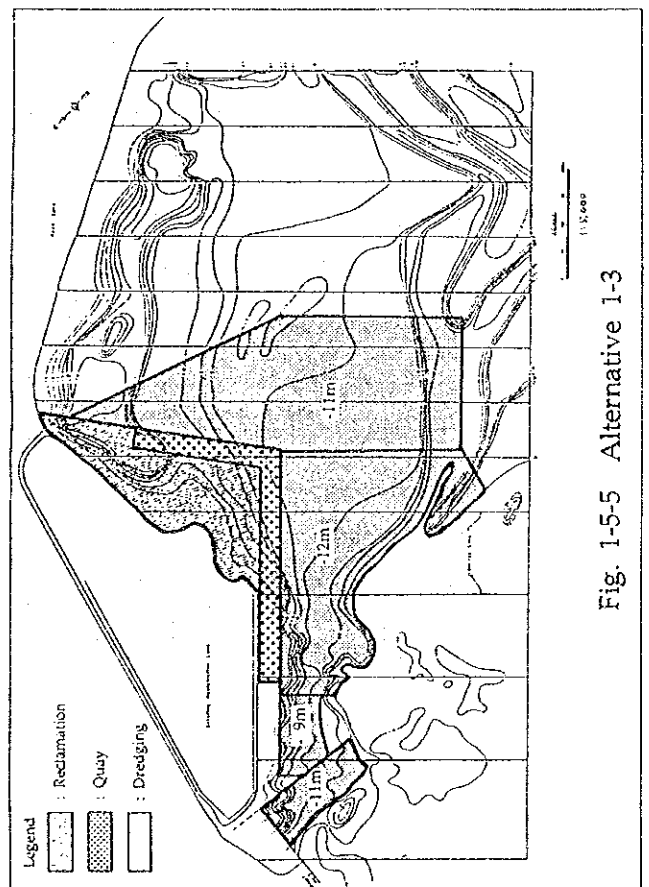 Legend
: Reclamation
: Quay
: Dredging
-11m
-12m
-9m
-11m
Fig. 1-5-5 Alternative 1-3